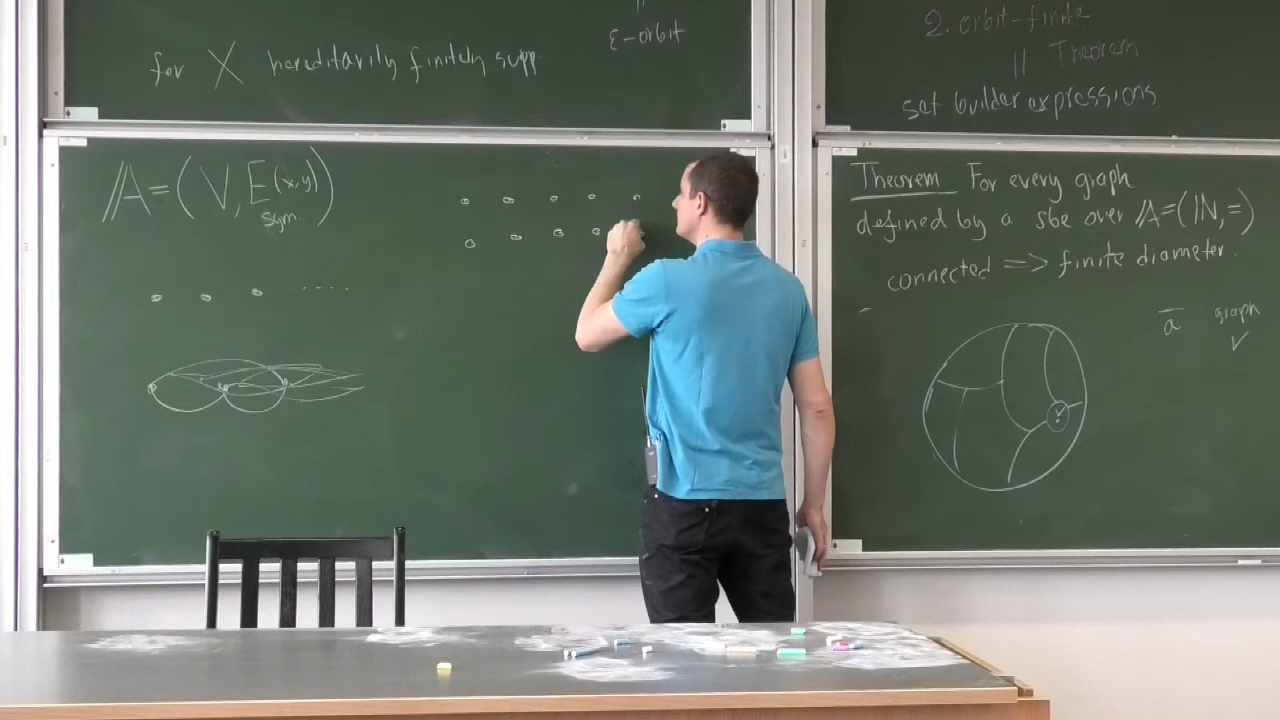 for X hereditarily finitely supp
ε-orbit
𝔸=(V, E(x,y))
sym.
2. orbit-finite
|| Theorem
set builder expressions
Theorem For every graph
defined by a sbe over 𝔸=(ℕ,=)
connected => finite diameter.
a̅ graph
✓